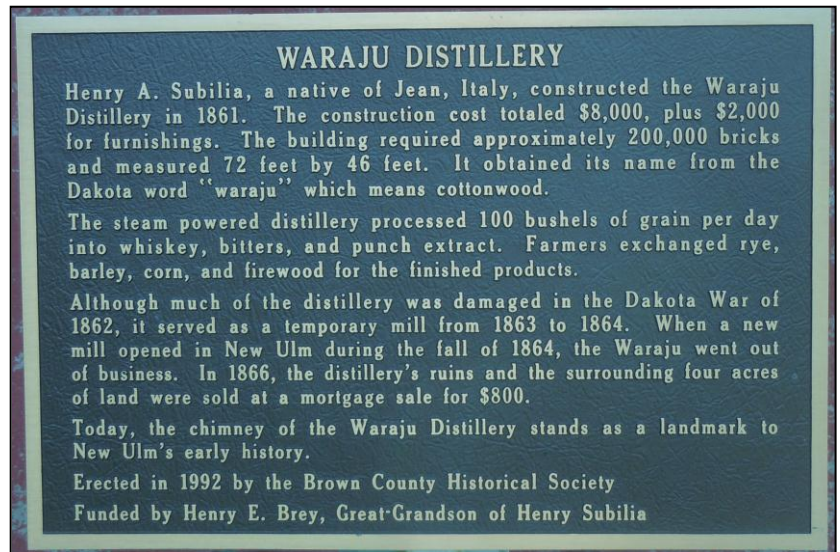 WARAJU DISTILLERY
Henry A. Subilia, a native of Jean, Italy, constructed the Waraju
Distillery in 1861. The construction cost totaled $8,000, plus $2,000
for furnishings. The building required approximately 200,000 bricks
and measured 72 feet by 46 feet. It obtained its name from the
Dakota word "waraju" which means cottonwood.
The steam powered distillery processed 100 bushels of grain per day
into whiskey, bitters, and punch extract. Farmers exchanged rye,
barley, corn, and firewood for the finished products.
Although much of the distillery was damaged in the Dakota War of
1862, it served as a temporary mill from 1863 to 1864. When a new
mill opened in New Ulm during the fall of 1864, the Waraju went out
of business. In 1866, the distillery's ruins and the surrounding four acres
of land were sold at a mortgage sale for $800.
Today, the chimney of the Waraju Distillery stands as a landmark to
New Ulm's early history.
Erected in 1992 by the Brown County Historical Society
Funded by Henry E. Brey, Great-Grandson of Henry Subilia